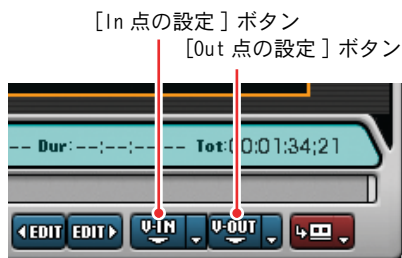 [In 点の設定] ボタン
[Out 点の設定] ボタン
-- Dur:--;--;-- -- Tot:00:01:34;21
EDIT EDIT V-IN V-OUT